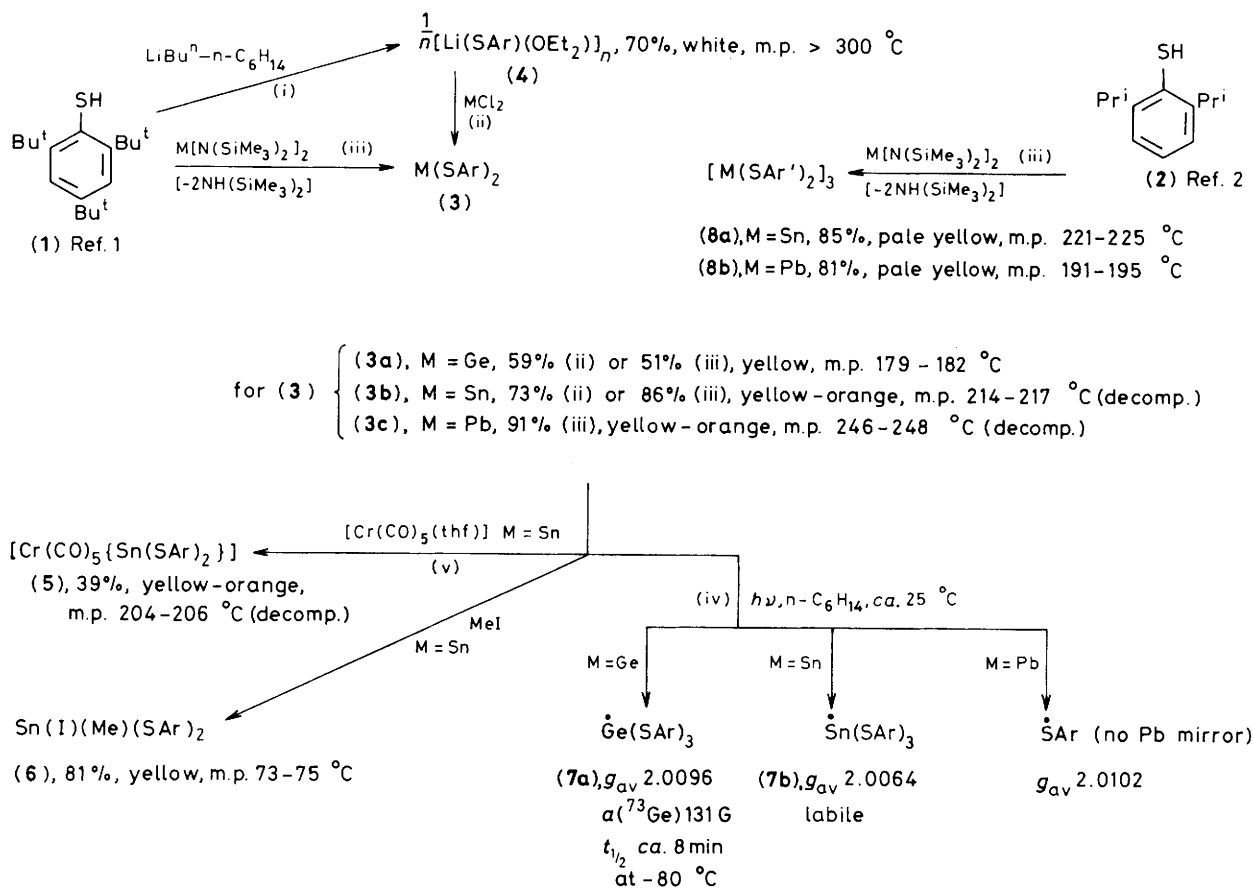 1/n[Li(SAr)(OEt₂)]ₙ, 70%, white, m.p. > 300 °C
(4)
LiBuⁿ–n-C₆H₁₄
(i)
MCl₂
(ii)
SH
Buᵗ
Buᵗ
Buᵗ
(1) Ref. 1
M[N(SiMe₃)₂]₂ (iii)
[-2NH(SiMe₃)₂]
M(SAr)₂
(3)
SH
Prⁱ
Prⁱ
(2) Ref. 2
M[N(SiMe₃)₂]₂ (iii)
[-2NH(SiMe₃)₂]
[M(SAr')₂]₃
(8a), M = Sn, 85%, pale yellow, m.p. 221–225 °C
(8b), M = Pb, 81%, pale yellow, m.p. 191–195 °C
for (3)
(3a), M = Ge, 59% (ii) or 51% (iii), yellow, m.p. 179 – 182 °C
(3b), M = Sn, 73% (ii) or 86% (iii), yellow-orange, m.p. 214–217 °C (decomp.)
(3c), M = Pb, 91% (iii), yellow-orange, m.p. 246–248 °C (decomp.)
[Cr(CO)₅(thf)] M = Sn
(v)
[Cr(CO)₅{Sn(SAr)₂}]
(5), 39%, yellow-orange,
m.p. 204–206 °C (decomp.)
MeI
M = Sn
Sn(I)(Me)(SAr)₂
(6), 81%, yellow, m.p. 73–75 °C
(iv) hν, n-C₆H₁₄, ca. 25 °C
M = Ge
M = Sn
M = Pb
Ġe(SAr)₃
Ṡn(SAr)₃
ṠAr (no Pb mirror)
(7a), g_av 2.0096
(7b), g_av 2.0064
g_av 2.0102
a(⁷³Ge) 131 G
labile
t₁/₂ ca. 8 min
at -80 °C